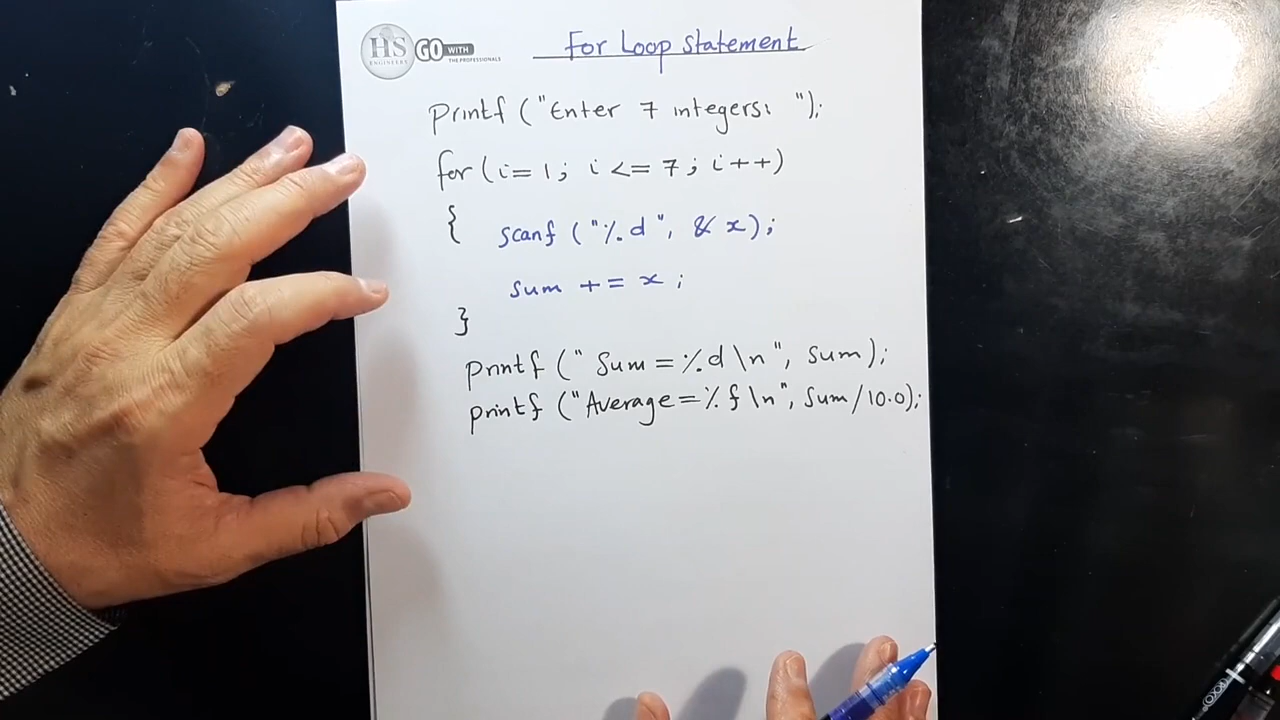 HS
ENGINEERS
GO WITH
THE PROFESSIONALS
For Loop Statement
Printf ("Enter 7 integers: ");
for (i= 1; i <= 7; i++)
{ scanf ("%d", & x);
sum += x ;
}
printf (" Sum = %d \n", sum);
printf ("Average = %f \n", Sum/10.0);